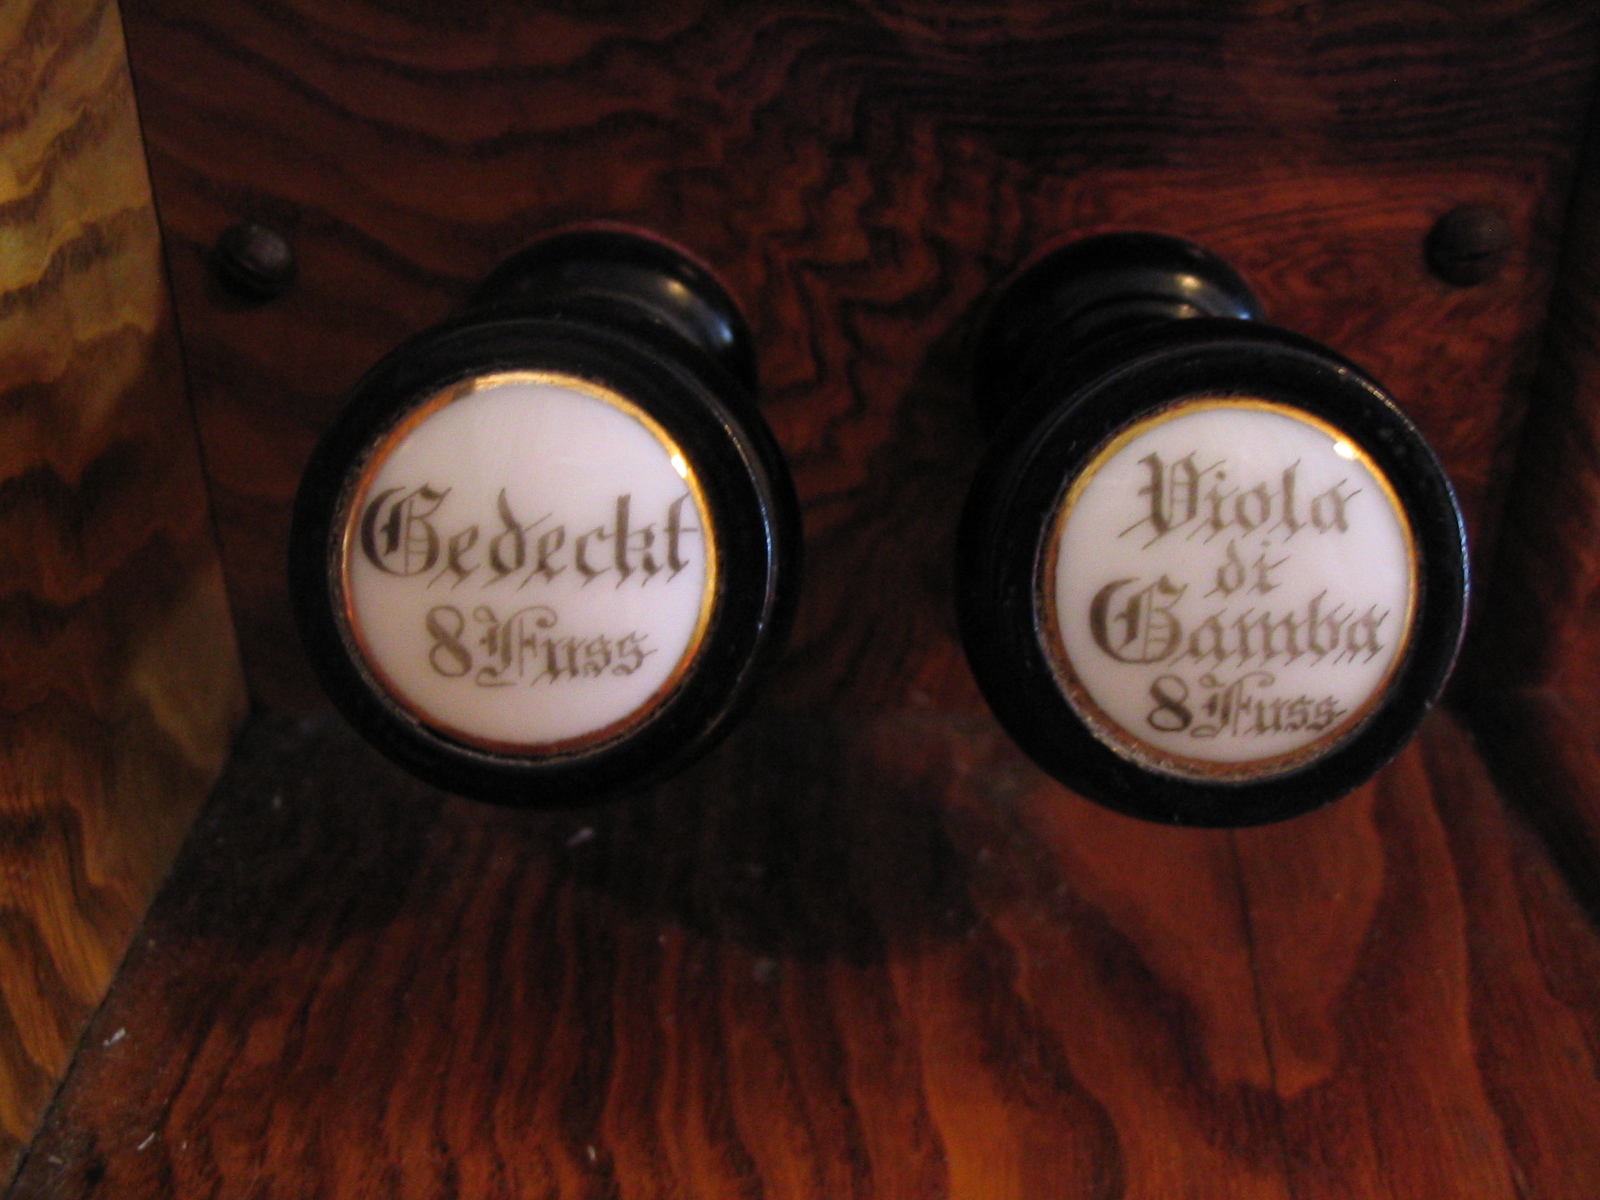 Gedeckt
8 Fuss
Viola
di
Gamba
8 Fuss